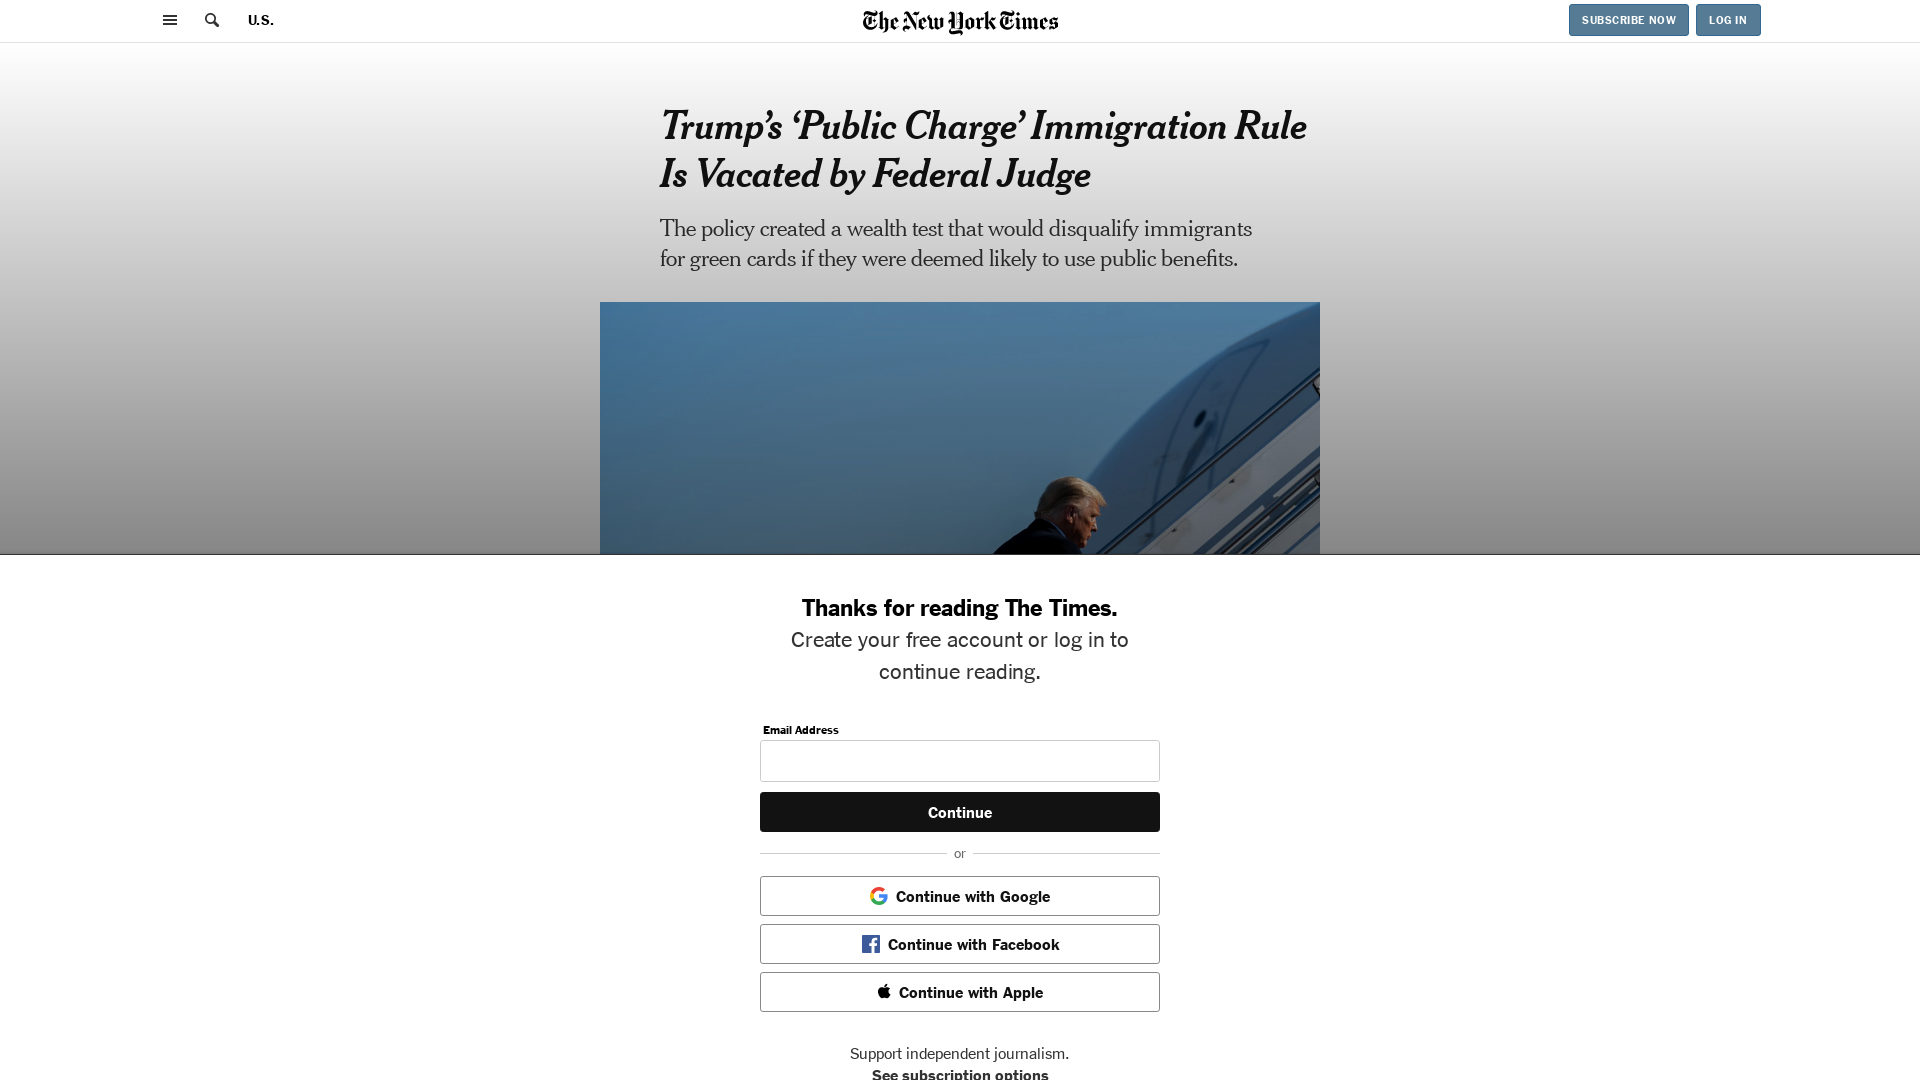 U.S.
The New York Times
SUBSCRIBE NOW
LOG IN
Trump’s ‘Public Charge’ Immigration Rule
Is Vacated by Federal Judge
The policy created a wealth test that would disqualify immigrants
for green cards if they were deemed likely to use public benefits.
Thanks for reading The Times.
Create your free account or log in to
continue reading.
Email Address
Continue
or
Continue with Google
Continue with Facebook
Continue with Apple
Support independent journalism.
See subscription options